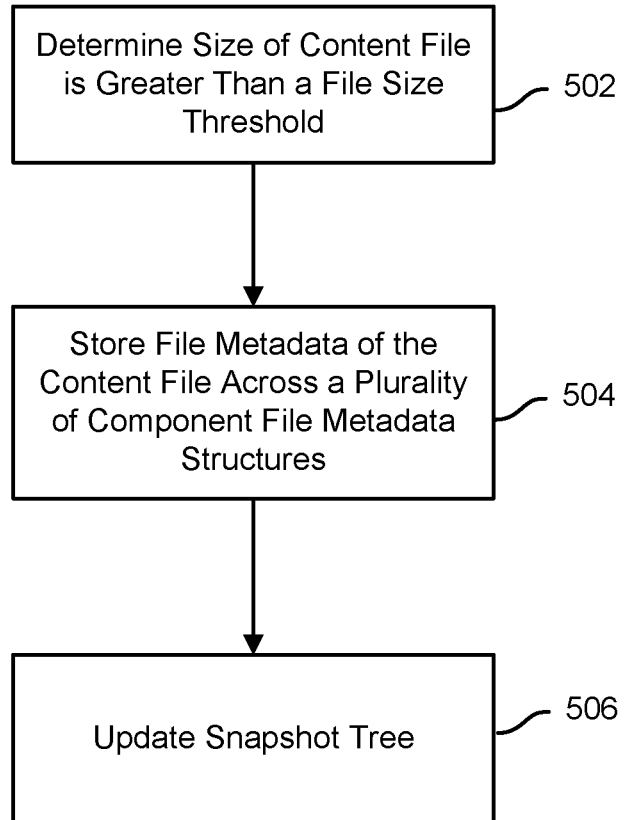 Determine Size of Content File
is Greater Than a File Size
Threshold
502
Store File Metadata of the
Content File Across a Plurality
of Component File Metadata
Structures
504
Update Snapshot Tree
506